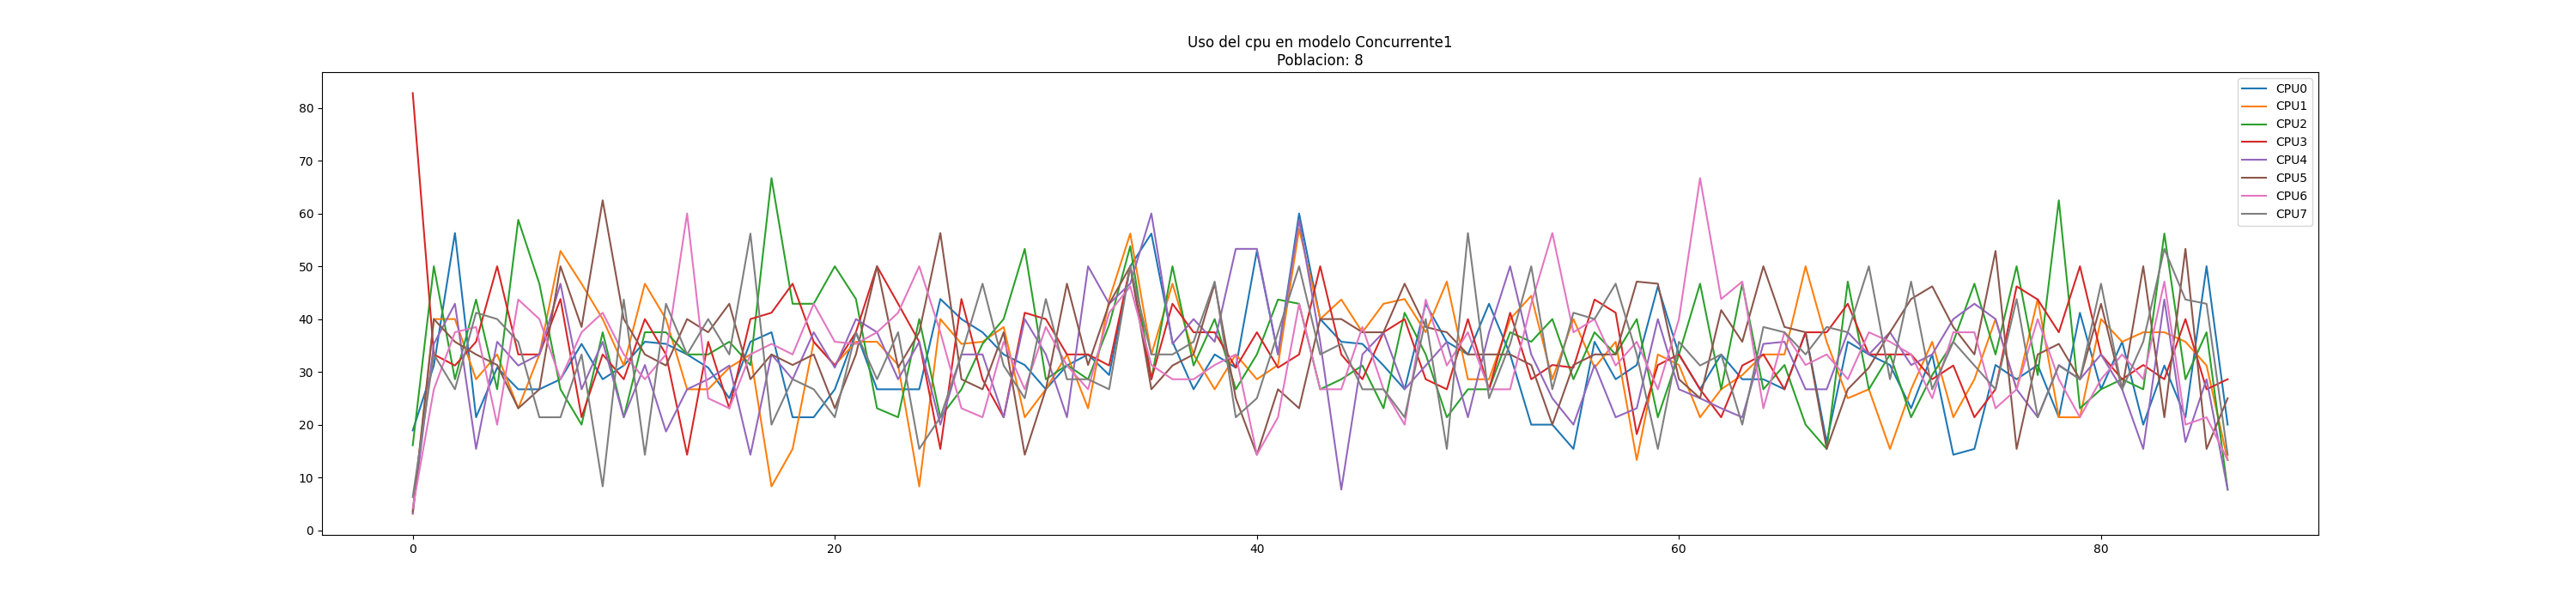 Uso del cpu en modelo Concurrente1
Poblacion: 8
80
70
60
50
40
30
20
10
0
0
20
40
60
80
CPU0
CPU1
CPU2
CPU3
CPU4
CPU5
CPU6
CPU7